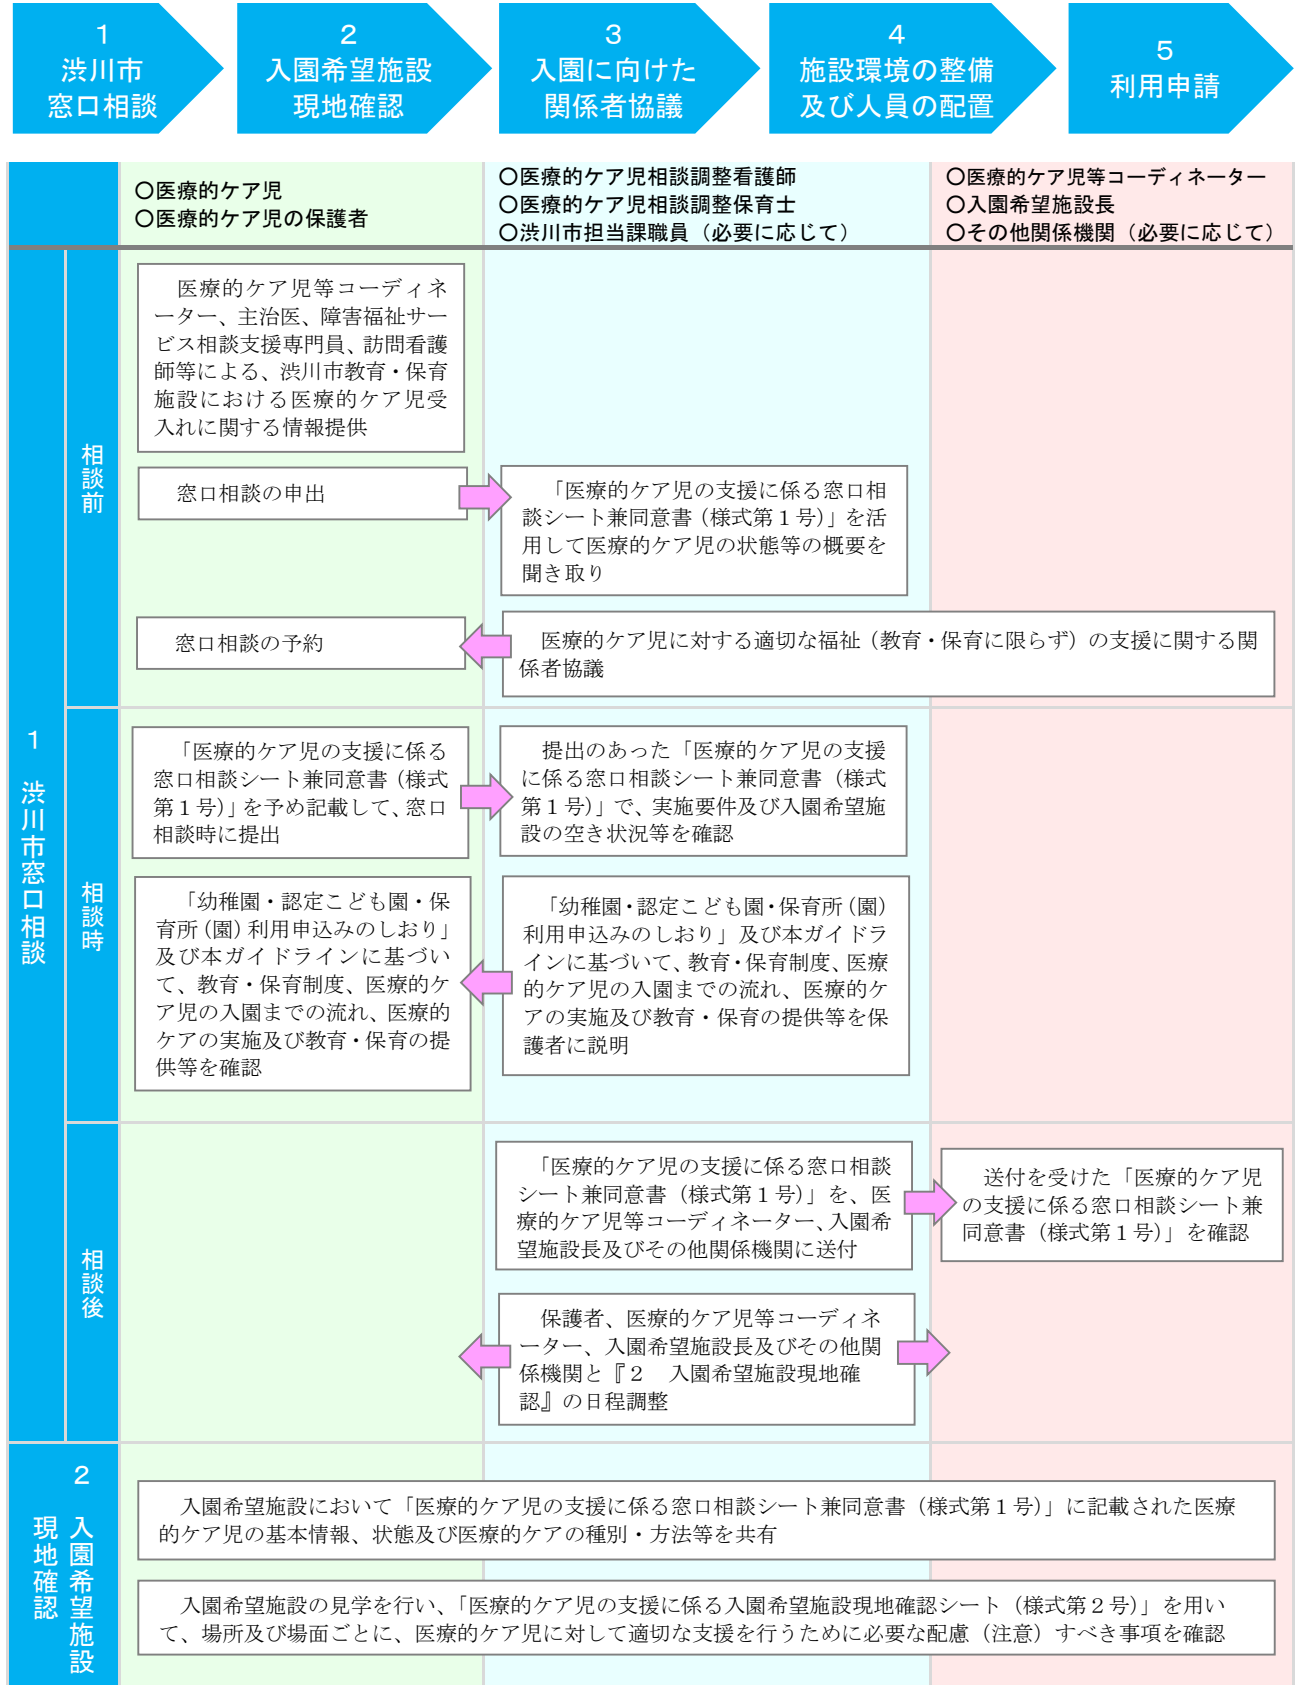 1
渋川市
窓口相談
2
入園希望施設
現地確認
3
入園に向けた
関係者協議
4
施設環境の整備
及び人員の配置
5
利用申請
〇医療的ケア児
〇医療的ケア児の保護者
〇医療的ケア児相談調整看護師
〇医療的ケア児相談調整保育士
〇渋川市担当課職員（必要に応じて）
〇医療的ケア児等コーディネーター
〇入園希望施設長
〇その他関係機関（必要に応じて）
1　渋川市窓口相談
相談前
医療的ケア児等コーディネ
ーター、主治医、障害福祉サー
ビス相談支援専門員、訪問看護
師等による、渋川市教育・保育
施設における医療的ケア児受
入れに関する情報提供
窓口相談の申出
「医療的ケア児の支援に係る窓口相
談シート兼同意書（様式第１号）」を活
用して医療的ケア児の状態等の概要を
聞き取り
窓口相談の予約
医療的ケア児に対する適切な福祉（教育・保育に限らず）の支援に関する関
係者協議
相談時
「医療的ケア児の支援に係る
窓口相談シート兼同意書（様式
第１号）」を予め記載して、窓口
相談時に提出
提出のあった「医療的ケア児の支援
に係る窓口相談シート兼同意書（様式
第１号）」で、実施要件及び入園希望施
設の空き状況等を確認
「幼稚園・認定こども園・保
育所（園）利用申込みのしおり」
及び本ガイドラインに基づい
て、教育・保育制度、医療的ケ
ア児の入園までの流れ、医療的
ケアの実施及び教育・保育の提
供等を確認
「幼稚園・認定こども園・保育所（園）
利用申込みのしおり」及び本ガイドラ
インに基づいて、教育・保育制度、医療
的ケア児の入園までの流れ、医療的ケ
アの実施及び教育・保育の提供等を保
護者に説明
相談後
「医療的ケア児の支援に係る窓口相談
シート兼同意書（様式第１号）」を、医
療的ケア児等コーディネーター、入園希
望施設長及びその他関係機関に送付
送付を受けた「医療的ケア児
の支援に係る窓口相談シート兼
同意書（様式第１号）」を確認
保護者、医療的ケア児等コーディネ
ーター、入園希望施設長及びその他関
係機関と『２　入園希望施設現地確
認』の日程調整
2　入園希望施設
現地確認
入園希望施設において「医療的ケア児の支援に係る窓口相談シート兼同意書（様式第１号）」に記載された医療
的ケア児の基本情報、状態及び医療的ケアの種別・方法等を共有
入園希望施設の見学を行い、「医療的ケア児の支援に係る入園希望施設現地確認シート（様式第２号）」を用い
て、場所及び場面ごとに、医療的ケア児に対して適切な支援を行うために必要な配慮（注意）すべき事項を確認